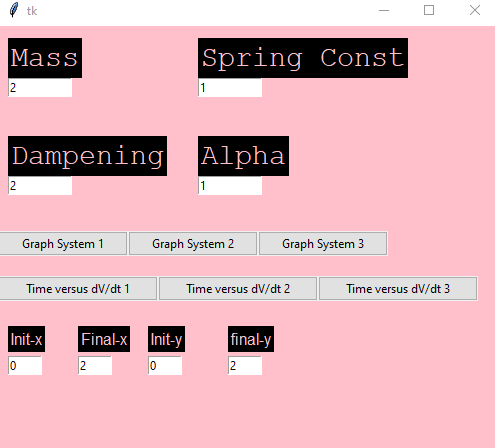 tk
Mass Spring Const
2 1
Dampening Alpha
2 1
Graph System 1 Graph System 2 Graph System 3
Time versus dV/dt 1 Time versus dV/dt 2 Time versus dV/dt 3
Init-x Final-x Init-y final-y
0 2 0 2